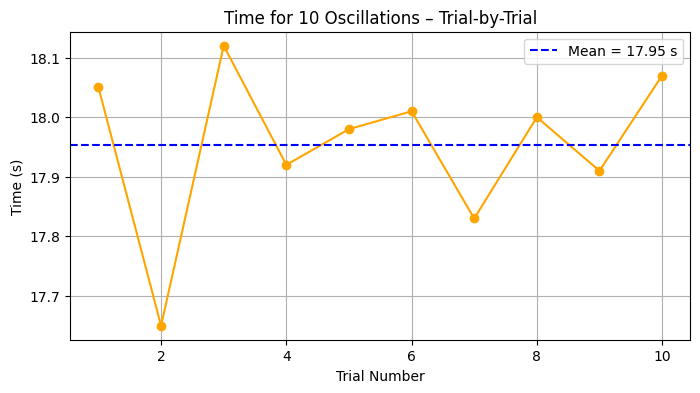 Time for 10 Oscillations – Trial-by-Trial
Mean = 17.95 s
Time (s)
18.1
18.0
17.9
17.8
17.7
2 4 6 8 10
Trial Number